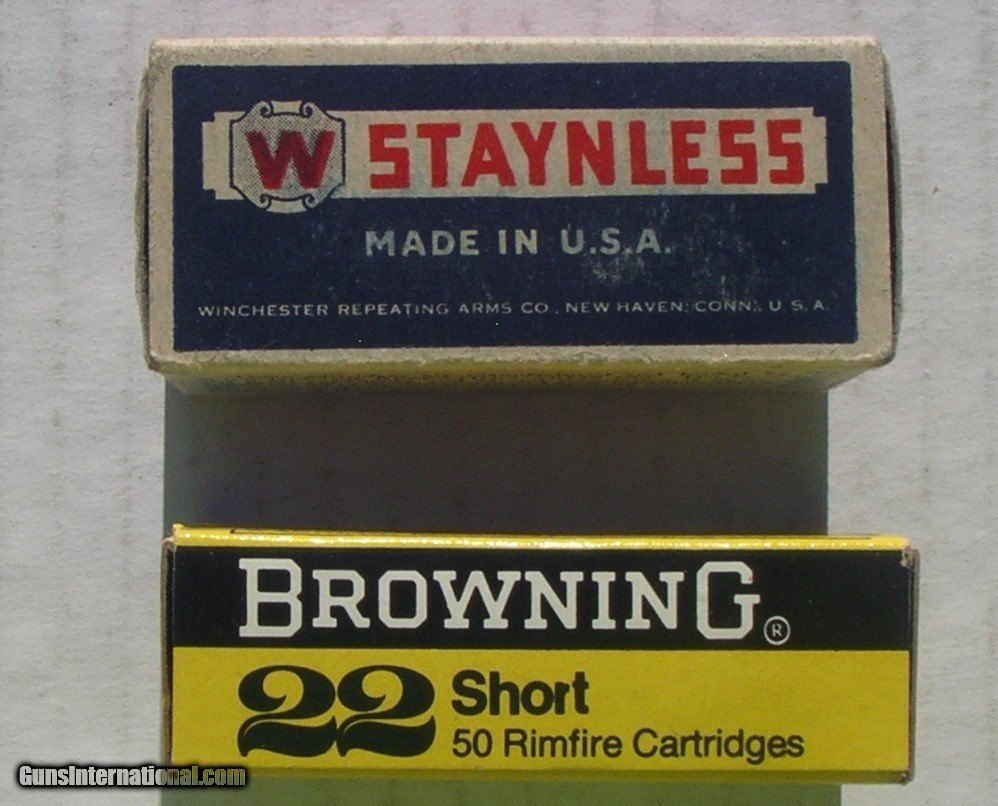 W STAYNLESS
MADE IN U.S.A.
WINCHESTER REPEATING ARMS CO. NEW HAVEN, CONN., U.S.A.
BROWNING®
22 Short
50 Rimfire Cartridges
GunsInternational.com